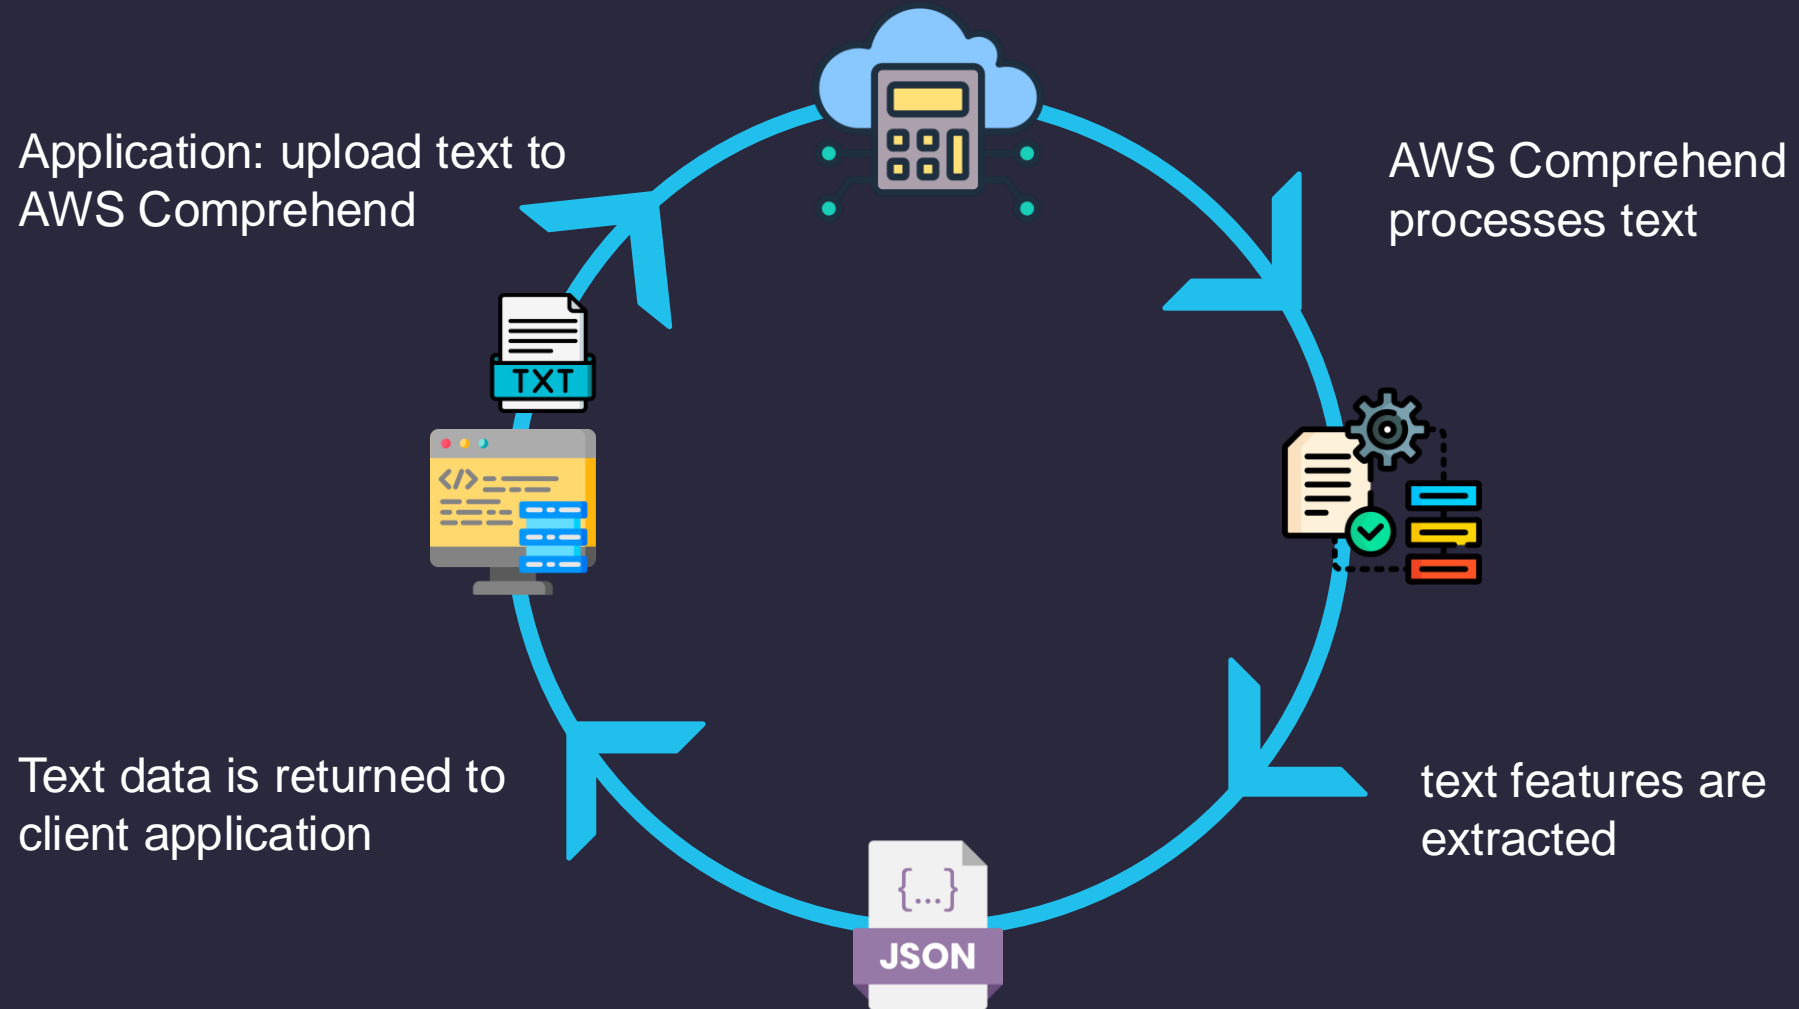 Application: upload text to
AWS Comprehend
AWS Comprehend
processes text
TXT
</>
Text data is returned to
client application
text features are
extracted
{...}
JSON